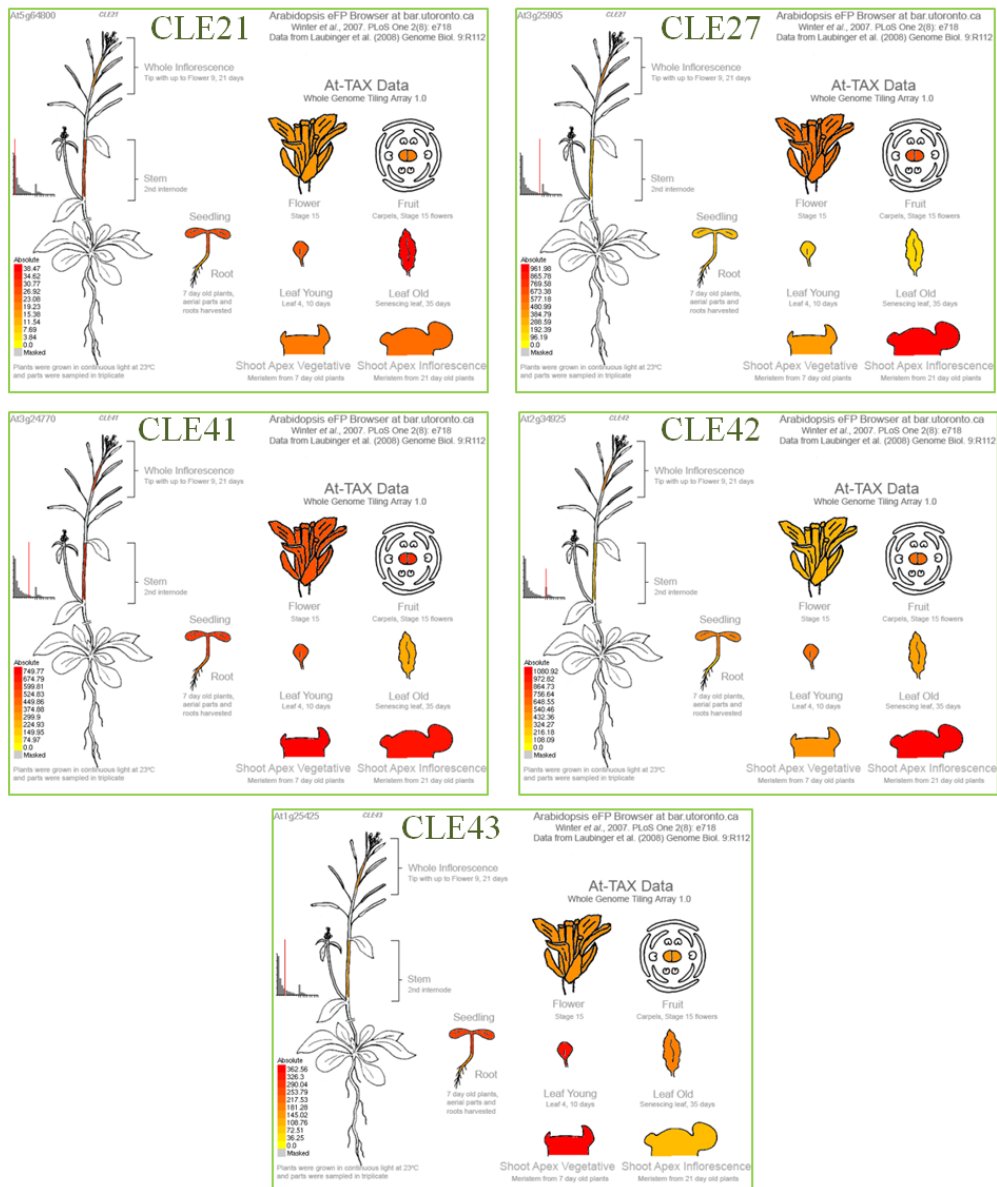 At5g64800
CLE21
CLE21
Arabidopsis eFP Browser at bar.utoronto.ca
Winter et al., 2007. PLoS One 2(8): e718
Data from Laubinger et al. (2008) Genome Biol. 9:R112
Whole Inflorescence
Tip with up to Flower 9, 21 days
At-TAX Data
Whole Genome Tiling Array 1.0
Stem
2nd internode
Flower
Stage 15
Fruit
Carpels, Stage 15 flowers
Seedling
Root
7 day old plants,
aerial parts and
roots harvested
Leaf Young
Leaf 4, 10 days
Leaf Old
Senescing leaf, 35 days
Absolute
38.47
34.62
30.77
26.92
23.08
19.23
15.38
11.54
7.69
3.84
0.0
Masked
Shoot Apex Vegetative
Meristem from 7 day old plants
Shoot Apex Inflorescence
Meristem from 21 day old plants
Plants were grown in continuous light at 23ºC
and parts were sampled in triplicate
At3g25905
CLE27
CLE27
Arabidopsis eFP Browser at bar.utoronto.ca
Winter et al., 2007. PLoS One 2(8): e718
Data from Laubinger et al. (2008) Genome Biol. 9:R112
Whole Inflorescence
Tip with up to Flower 9, 21 days
At-TAX Data
Whole Genome Tiling Array 1.0
Stem
2nd internode
Flower
Stage 15
Fruit
Carpels, Stage 15 flowers
Seedling
Root
7 day old plants,
aerial parts and
roots harvested
Leaf Young
Leaf 4, 10 days
Leaf Old
Senescing leaf, 35 days
Absolute
961.98
865.78
769.58
673.38
577.18
480.99
384.79
288.59
192.39
96.19
0.0
Masked
Shoot Apex Vegetative
Meristem from 7 day old plants
Shoot Apex Inflorescence
Meristem from 21 day old plants
Plants were grown in continuous light at 23ºC
and parts were sampled in triplicate
At3g24770
CLE41
CLE41
Arabidopsis eFP Browser at bar.utoronto.ca
Winter et al., 2007. PLoS One 2(8): e718
Data from Laubinger et al. (2008) Genome Biol. 9:R112
Whole Inflorescence
Tip with up to Flower 9, 21 days
At-TAX Data
Whole Genome Tiling Array 1.0
Stem
2nd internode
Flower
Stage 15
Fruit
Carpels, Stage 15 flowers
Seedling
Root
7 day old plants,
aerial parts and
roots harvested
Leaf Young
Leaf 4, 10 days
Leaf Old
Senescing leaf, 35 days
Absolute
749.77
674.79
599.81
524.83
449.86
374.88
299.9
224.93
149.95
74.97
0.0
Masked
Shoot Apex Vegetative
Meristem from 7 day old plants
Shoot Apex Inflorescence
Meristem from 21 day old plants
Plants were grown in continuous light at 23ºC
and parts were sampled in triplicate
At2g34925
CLE42
CLE42
Arabidopsis eFP Browser at bar.utoronto.ca
Winter et al., 2007. PLoS One 2(8): e718
Data from Laubinger et al. (2008) Genome Biol. 9:R112
Whole Inflorescence
Tip with up to Flower 9, 21 days
At-TAX Data
Whole Genome Tiling Array 1.0
Stem
2nd internode
Flower
Stage 15
Fruit
Carpels, Stage 15 flowers
Seedling
Root
7 day old plants,
aerial parts and
roots harvested
Leaf Young
Leaf 4, 10 days
Leaf Old
Senescing leaf, 35 days
Absolute
1080.92
972.82
864.73
756.64
648.55
540.46
432.36
324.27
216.18
108.09
0.0
Masked
Shoot Apex Vegetative
Meristem from 7 day old plants
Shoot Apex Inflorescence
Meristem from 21 day old plants
Plants were grown in continuous light at 23ºC
and parts were sampled in triplicate
At1g25425
CLE43
CLE43
Arabidopsis eFP Browser at bar.utoronto.ca
Winter et al., 2007. PLoS One 2(8): e718
Data from Laubinger et al. (2008) Genome Biol. 9:R112
Whole Inflorescence
Tip with up to Flower 9, 21 days
At-TAX Data
Whole Genome Tiling Array 1.0
Stem
2nd internode
Flower
Stage 15
Fruit
Carpels, Stage 15 flowers
Seedling
Root
7 day old plants,
aerial parts and
roots harvested
Leaf Young
Leaf 4, 10 days
Leaf Old
Senescing leaf, 35 days
Absolute
362.56
326.3
290.04
253.79
217.53
181.28
145.02
108.76
72.51
36.25
0.0
Masked
Shoot Apex Vegetative
Meristem from 7 day old plants
Shoot Apex Inflorescence
Meristem from 21 day old plants
Plants were grown in continuous light at 23ºC
and parts were sampled in triplicate